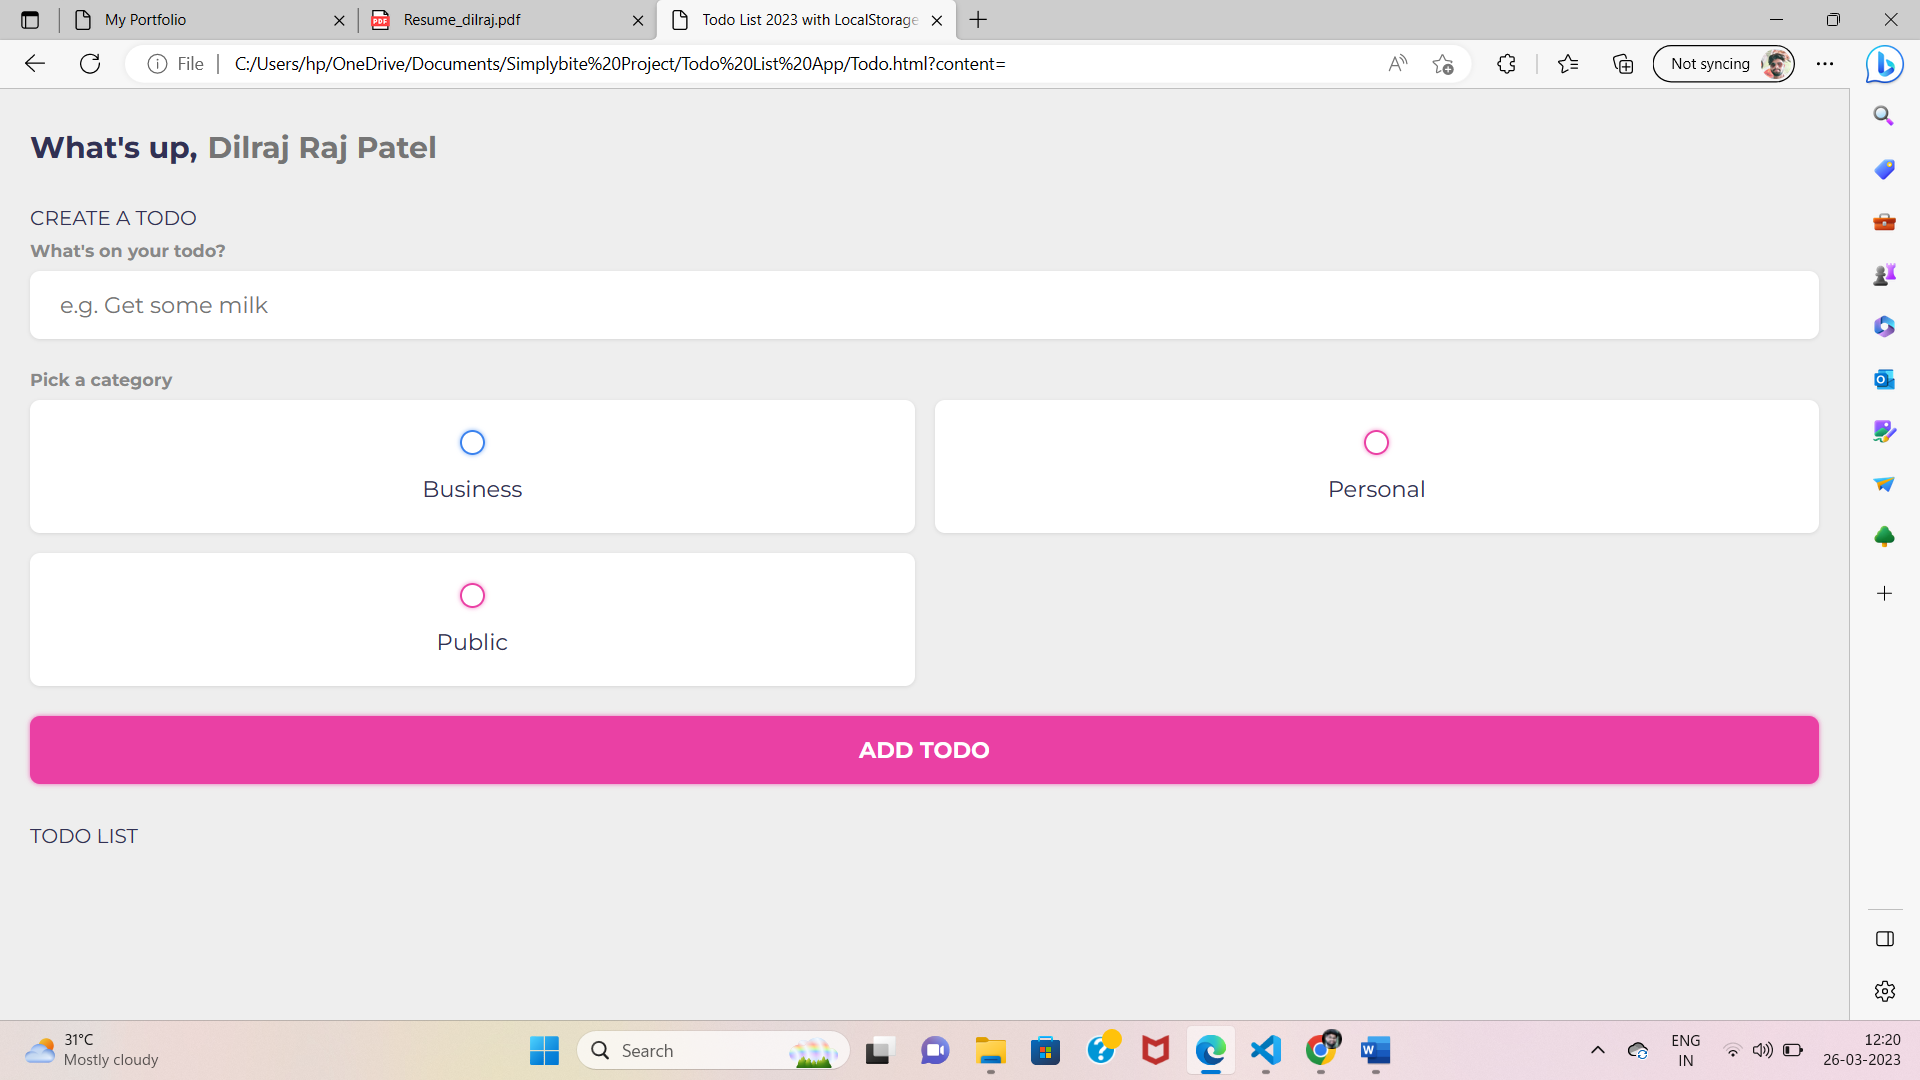 My Portfolio
Resume_dilraj.pdf
Todo List 2023 with LocalStorage
File
C:/Users/hp/OneDrive/Documents/Simplybite%20Project/Todo%20List%20App/Todo.html?content=
Not syncing
What's up, Dilraj Raj Patel
CREATE A TODO
What's on your todo?
e.g. Get some milk
Pick a category
Business
Personal
Public
ADD TODO
TODO LIST
31°C
Mostly cloudy
Search
ENG
IN
12:20
26-03-2023